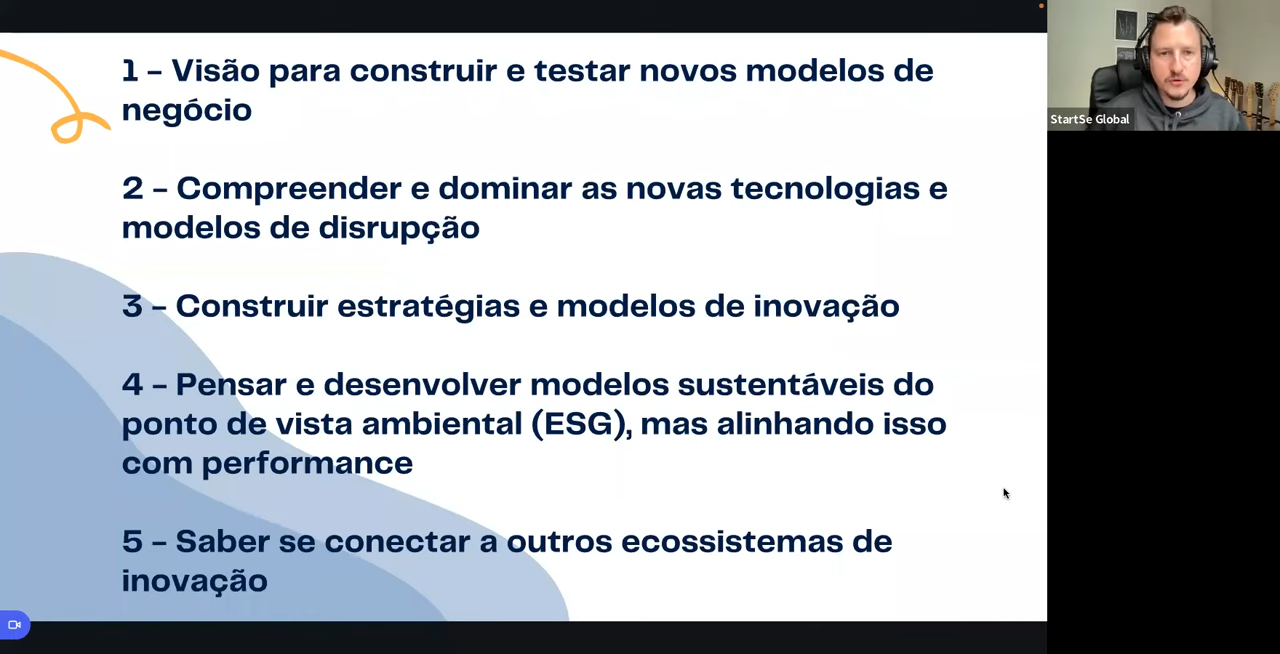 1 – Visão para construir e testar novos modelos de
negócio
2 – Compreender e dominar as novas tecnologias e
modelos de disrupção
3 – Construir estratégias e modelos de inovação
4 – Pensar e desenvolver modelos sustentáveis do
ponto de vista ambiental (ESG), mas alinhando isso
com performance
5 – Saber se conectar a outros ecossistemas de
inovação
StartSe Global